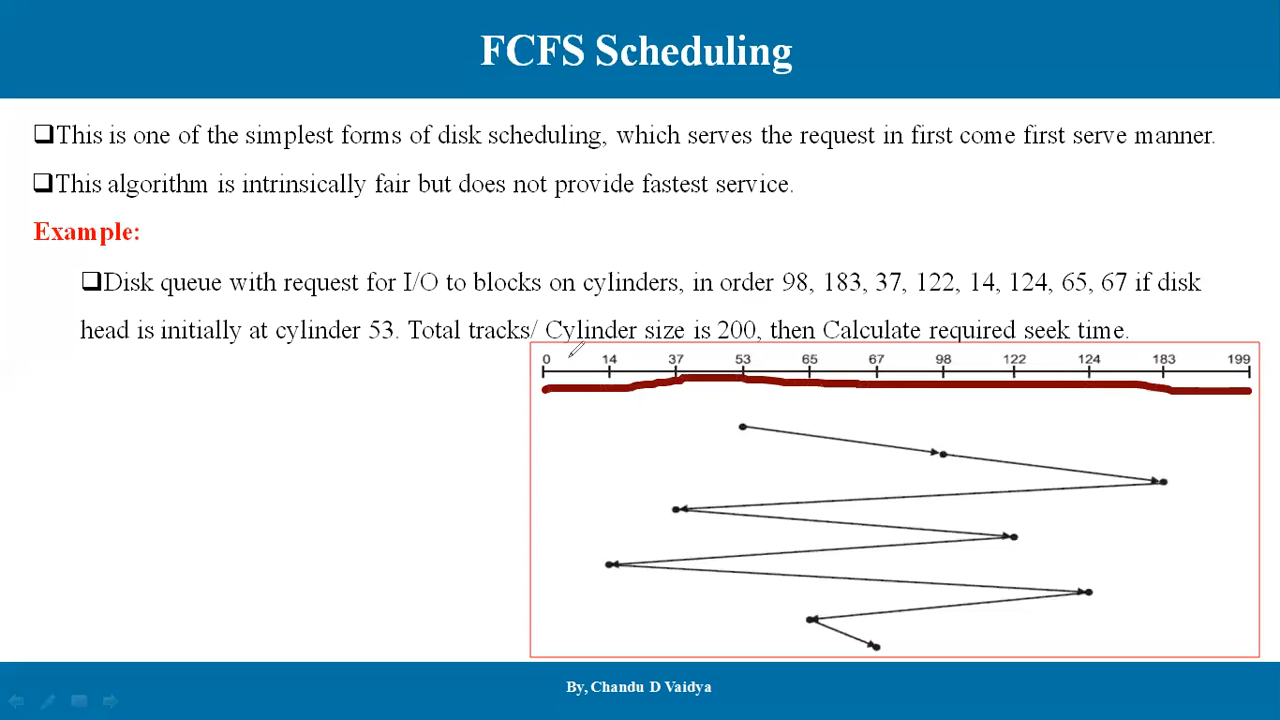 FCFS Scheduling
❑This is one of the simplest forms of disk scheduling, which serves the request in first come first serve manner.
❑This algorithm is intrinsically fair but does not provide fastest service.
Example:
❑Disk queue with request for I/O to blocks on cylinders, in order 98, 183, 37, 122, 14, 124, 65, 67 if disk
head is initially at cylinder 53. Total tracks/ Cylinder size is 200, then Calculate required seek time.
0 14 37 53 65 67 98 122 124 183 199
By, Chandu D Vaidya